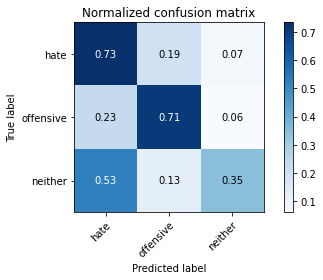 Normalized confusion matrix
True label
hate
0.73 0.19 0.07
offensive
0.23 0.71 0.06
neither
0.53 0.13 0.35
hate offensive neither
Predicted label
0.7
0.6
0.5
0.4
0.3
0.2
0.1